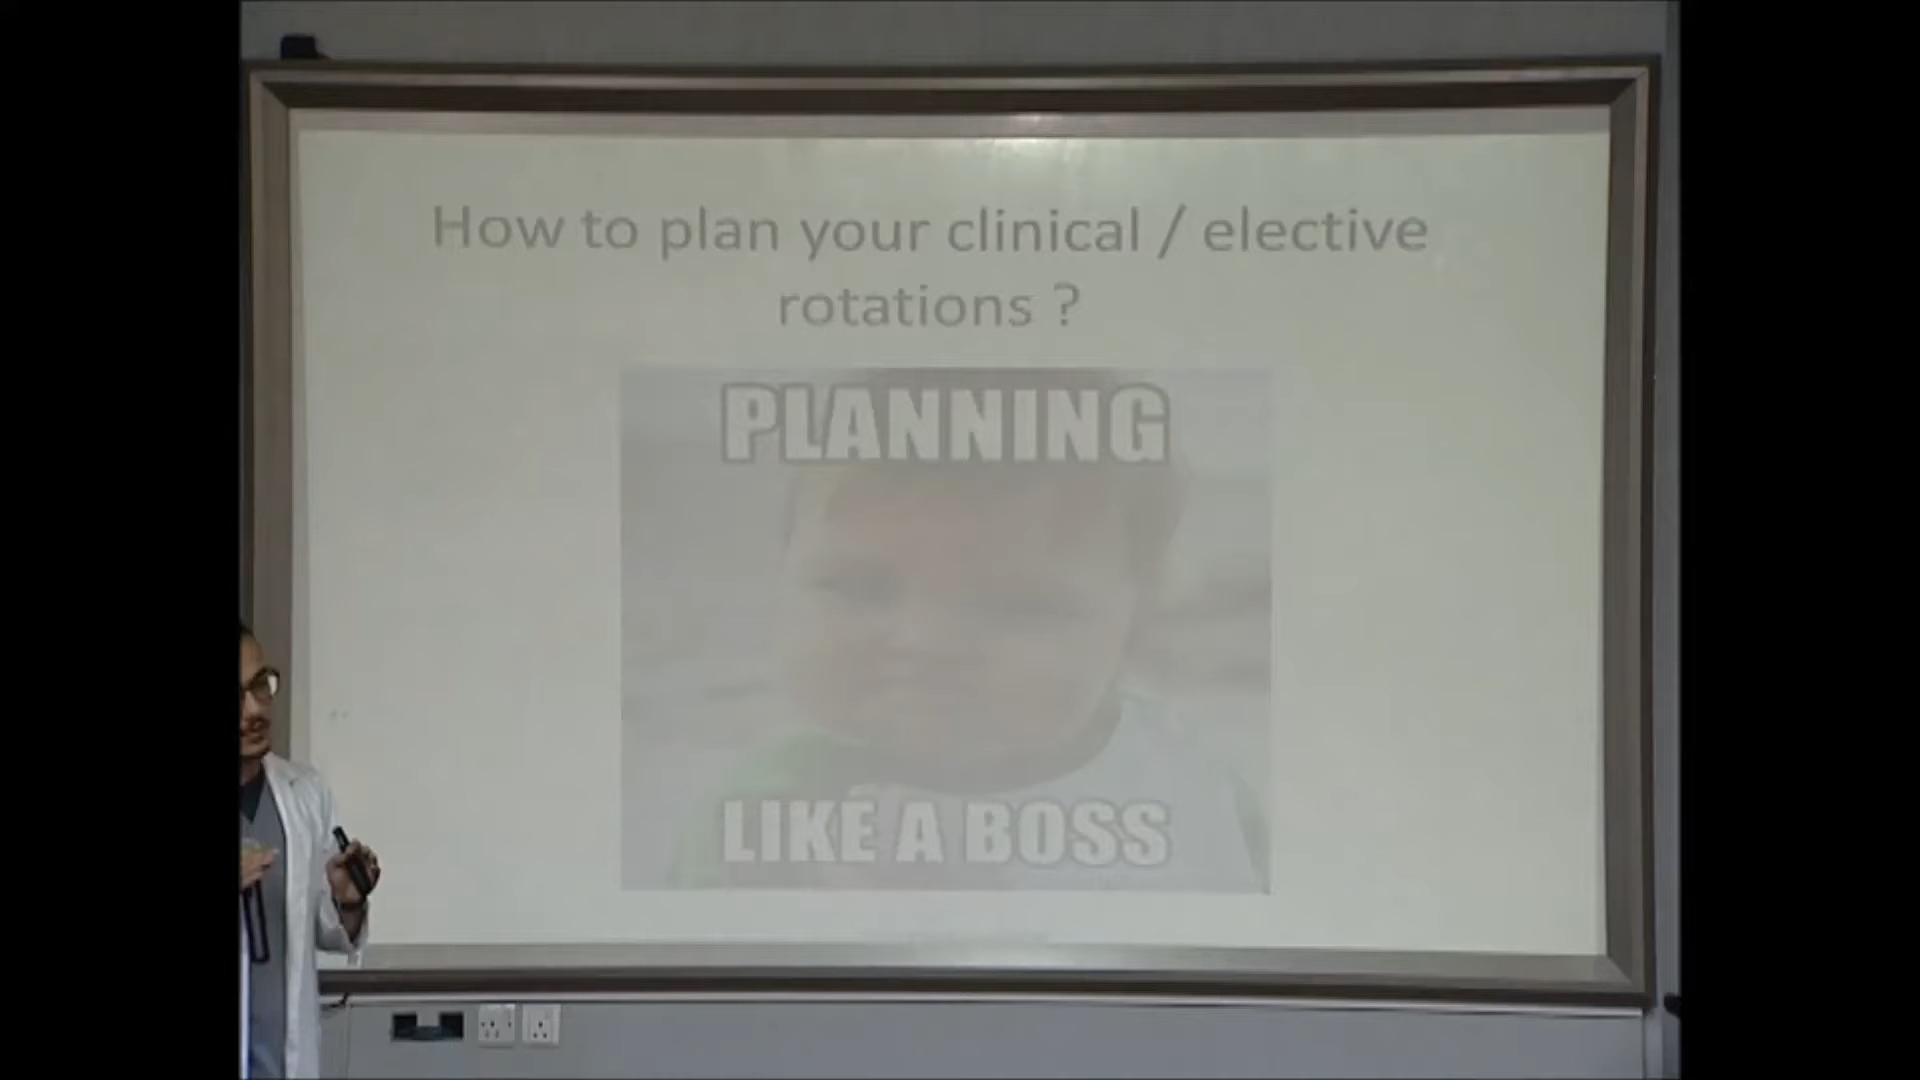 How to plan your clinical / elective
rotations ?
PLANNING
LIKE A BOSS